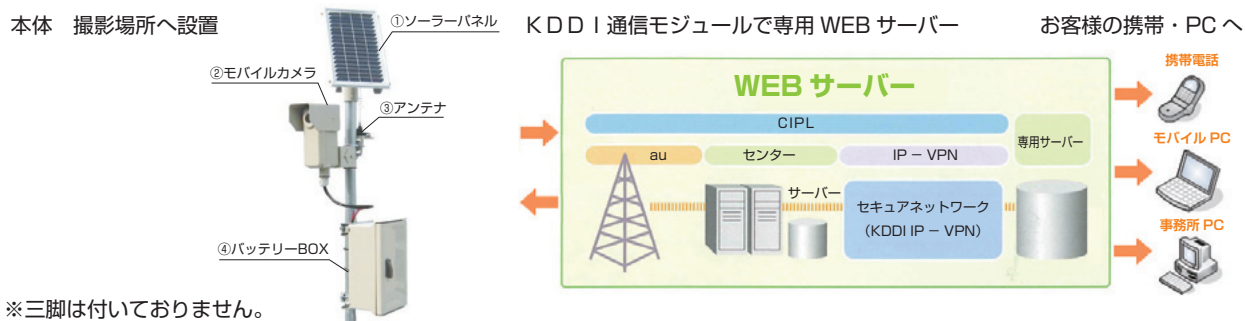 本体　撮影場所へ設置
KDDI通信モジュールで専用 WEB サーバー
お客様の携帯・PC へ
①ソーラーパネル
②モバイルカメラ
③アンテナ
④バッテリーBOX
※三脚は付いておりません。
WEB サーバー
CIPL
専用サーバー
au
センター
IP − VPN
サーバー
セキュアネットワーク
（KDDI IP − VPN）
携帯電話
モバイル PC
事務所 PC